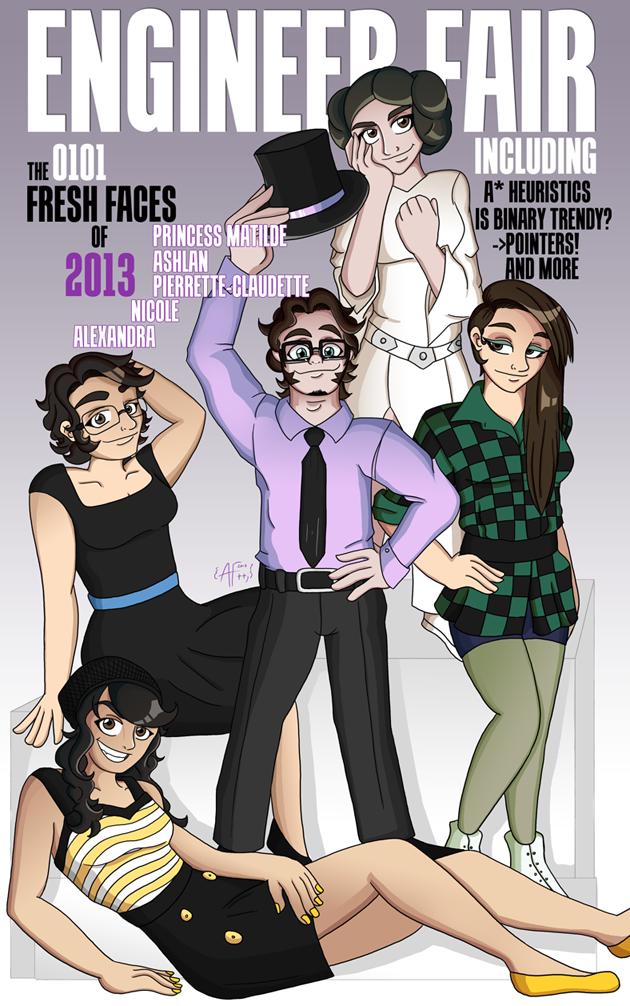 ENGINEER FAIR
THE 0101
FRESH FACES
OF
2013
PRINCESS MATILDE
ASHLAN
PIERRETTE-CLAUDETTE
NICOLE
ALEXANDRA
INCLUDING
A* HEURISTICS
IS BINARY TRENDY?
->POINTERS!
AND MORE